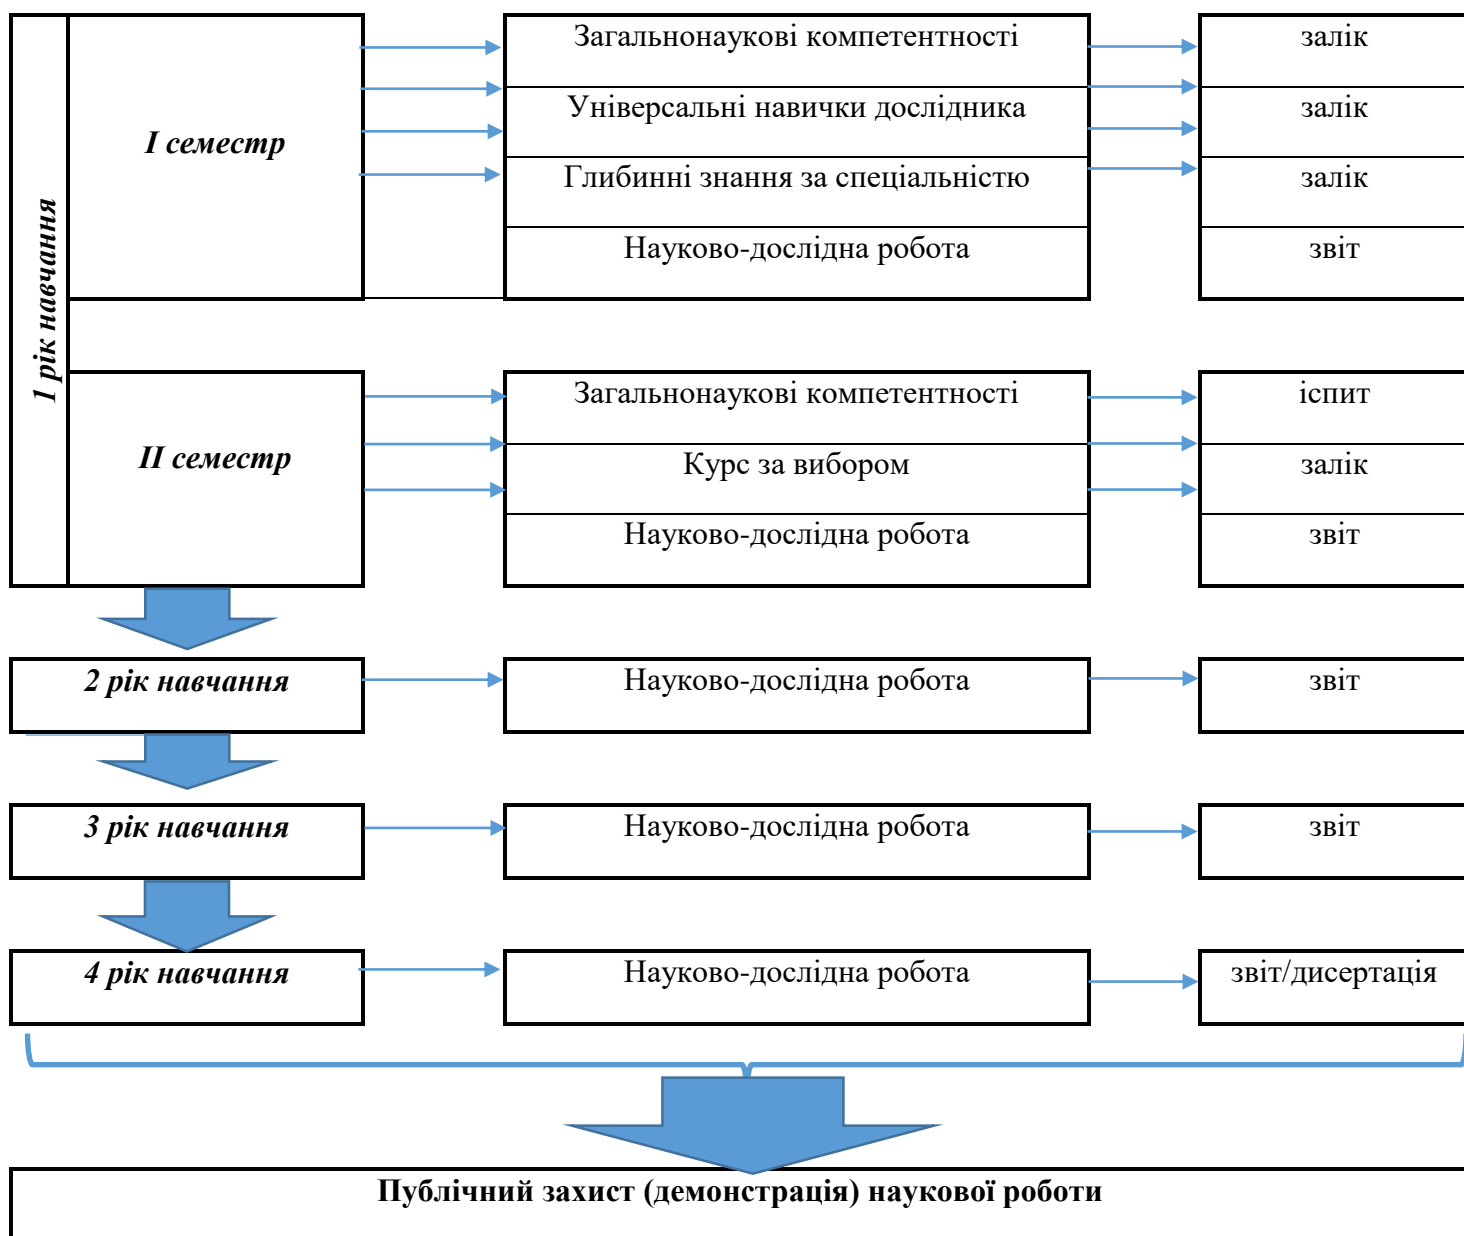 1 рік навчання
І семестр
Загальнонаукові компетентності
залік
Універсальні навички дослідника
залік
Глибинні знання за спеціальністю
залік
Науково-дослідна робота
звіт
ІІ семестр
Загальнонаукові компетентності
іспит
Курс за вибором
залік
Науково-дослідна робота
звіт
2 рік навчання
Науково-дослідна робота
звіт
3 рік навчання
Науково-дослідна робота
звіт
4 рік навчання
Науково-дослідна робота
звіт/дисертація
Публічний захист (демонстрація) наукової роботи